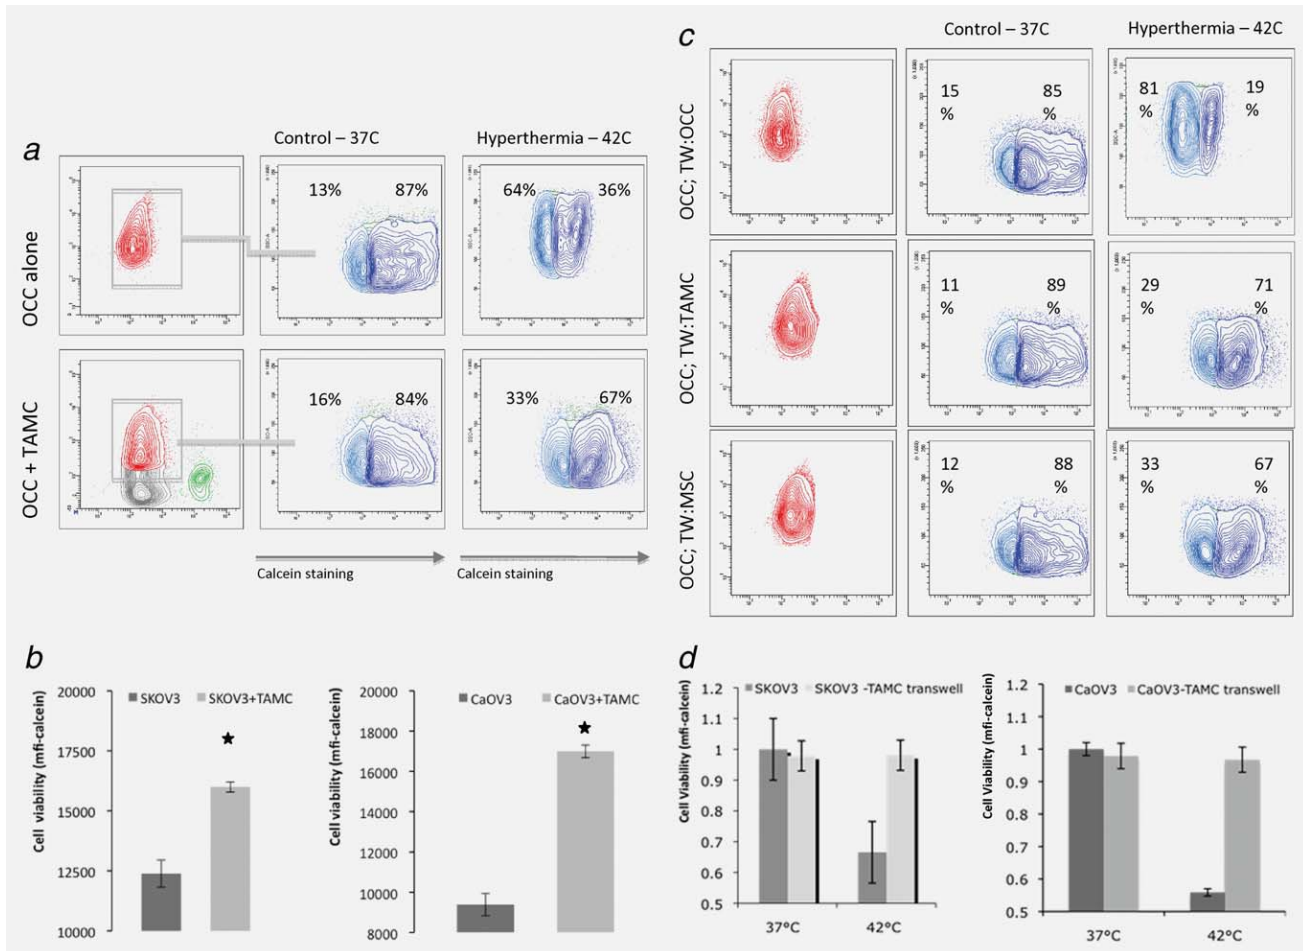 a
Control – 37C
Hyperthermia – 42C
OCC alone
13%
87%
64%
36%
OCC + TAMC
16%
84%
33%
67%
Calcein staining
Calcein staining
c
Control – 37C
Hyperthermia – 42C
OCC; TW:OCC
15
%
85
%
81
%
19
%
OCC; TW:TAMC
11
%
89
%
29
%
71
%
OCC; TW:MSC
12
%
88
%
33
%
67
%
b
Cell viability (mfi-calcein)
SKOV3 SKOV3+TAMC
20000
17500
15000
12500
10000
Cell viability (mfi-calcein)
CaOV3 CaOV3+TAMC
20000
18000
16000
14000
12000
10000
8000
d
Cell Viability (mfi-calcein)
SKOV3 SKOV3 -TAMC transwell
1.2
1.1
1
0.9
0.8
0.7
0.6
0.5
37°C 42°C
Cell Viability (mfi-calcein)
CaOV3 CaOV3-TAMC transwell
1.2
1.1
1
0.9
0.8
0.7
0.6
0.5
37°C 42°C